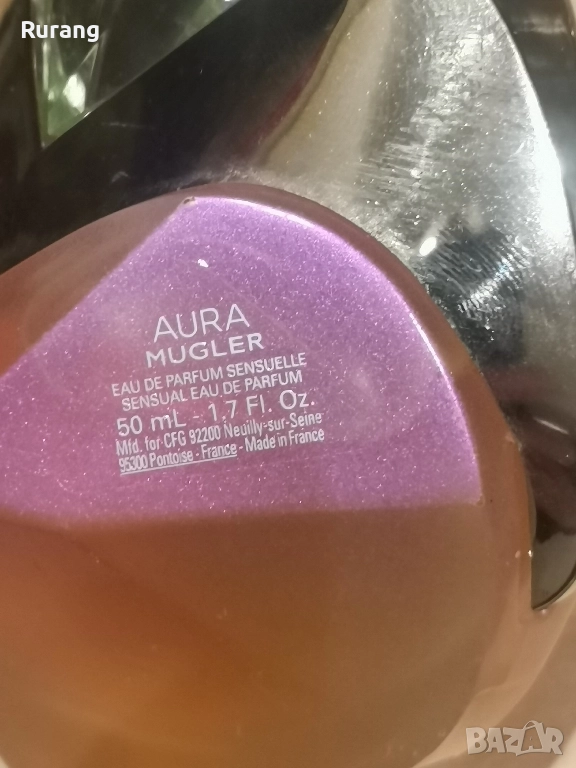 Rurang
AURA
MUGLER
EAU DE PARFUM SENSUELLE
SENSUAL EAU DE PARFUM
50 mL 1.7 Fl. Oz.
Mfd. for CFG 92200 Neuilly-sur-Seine
95300 Pontoise - France - Made in France
BAZAR